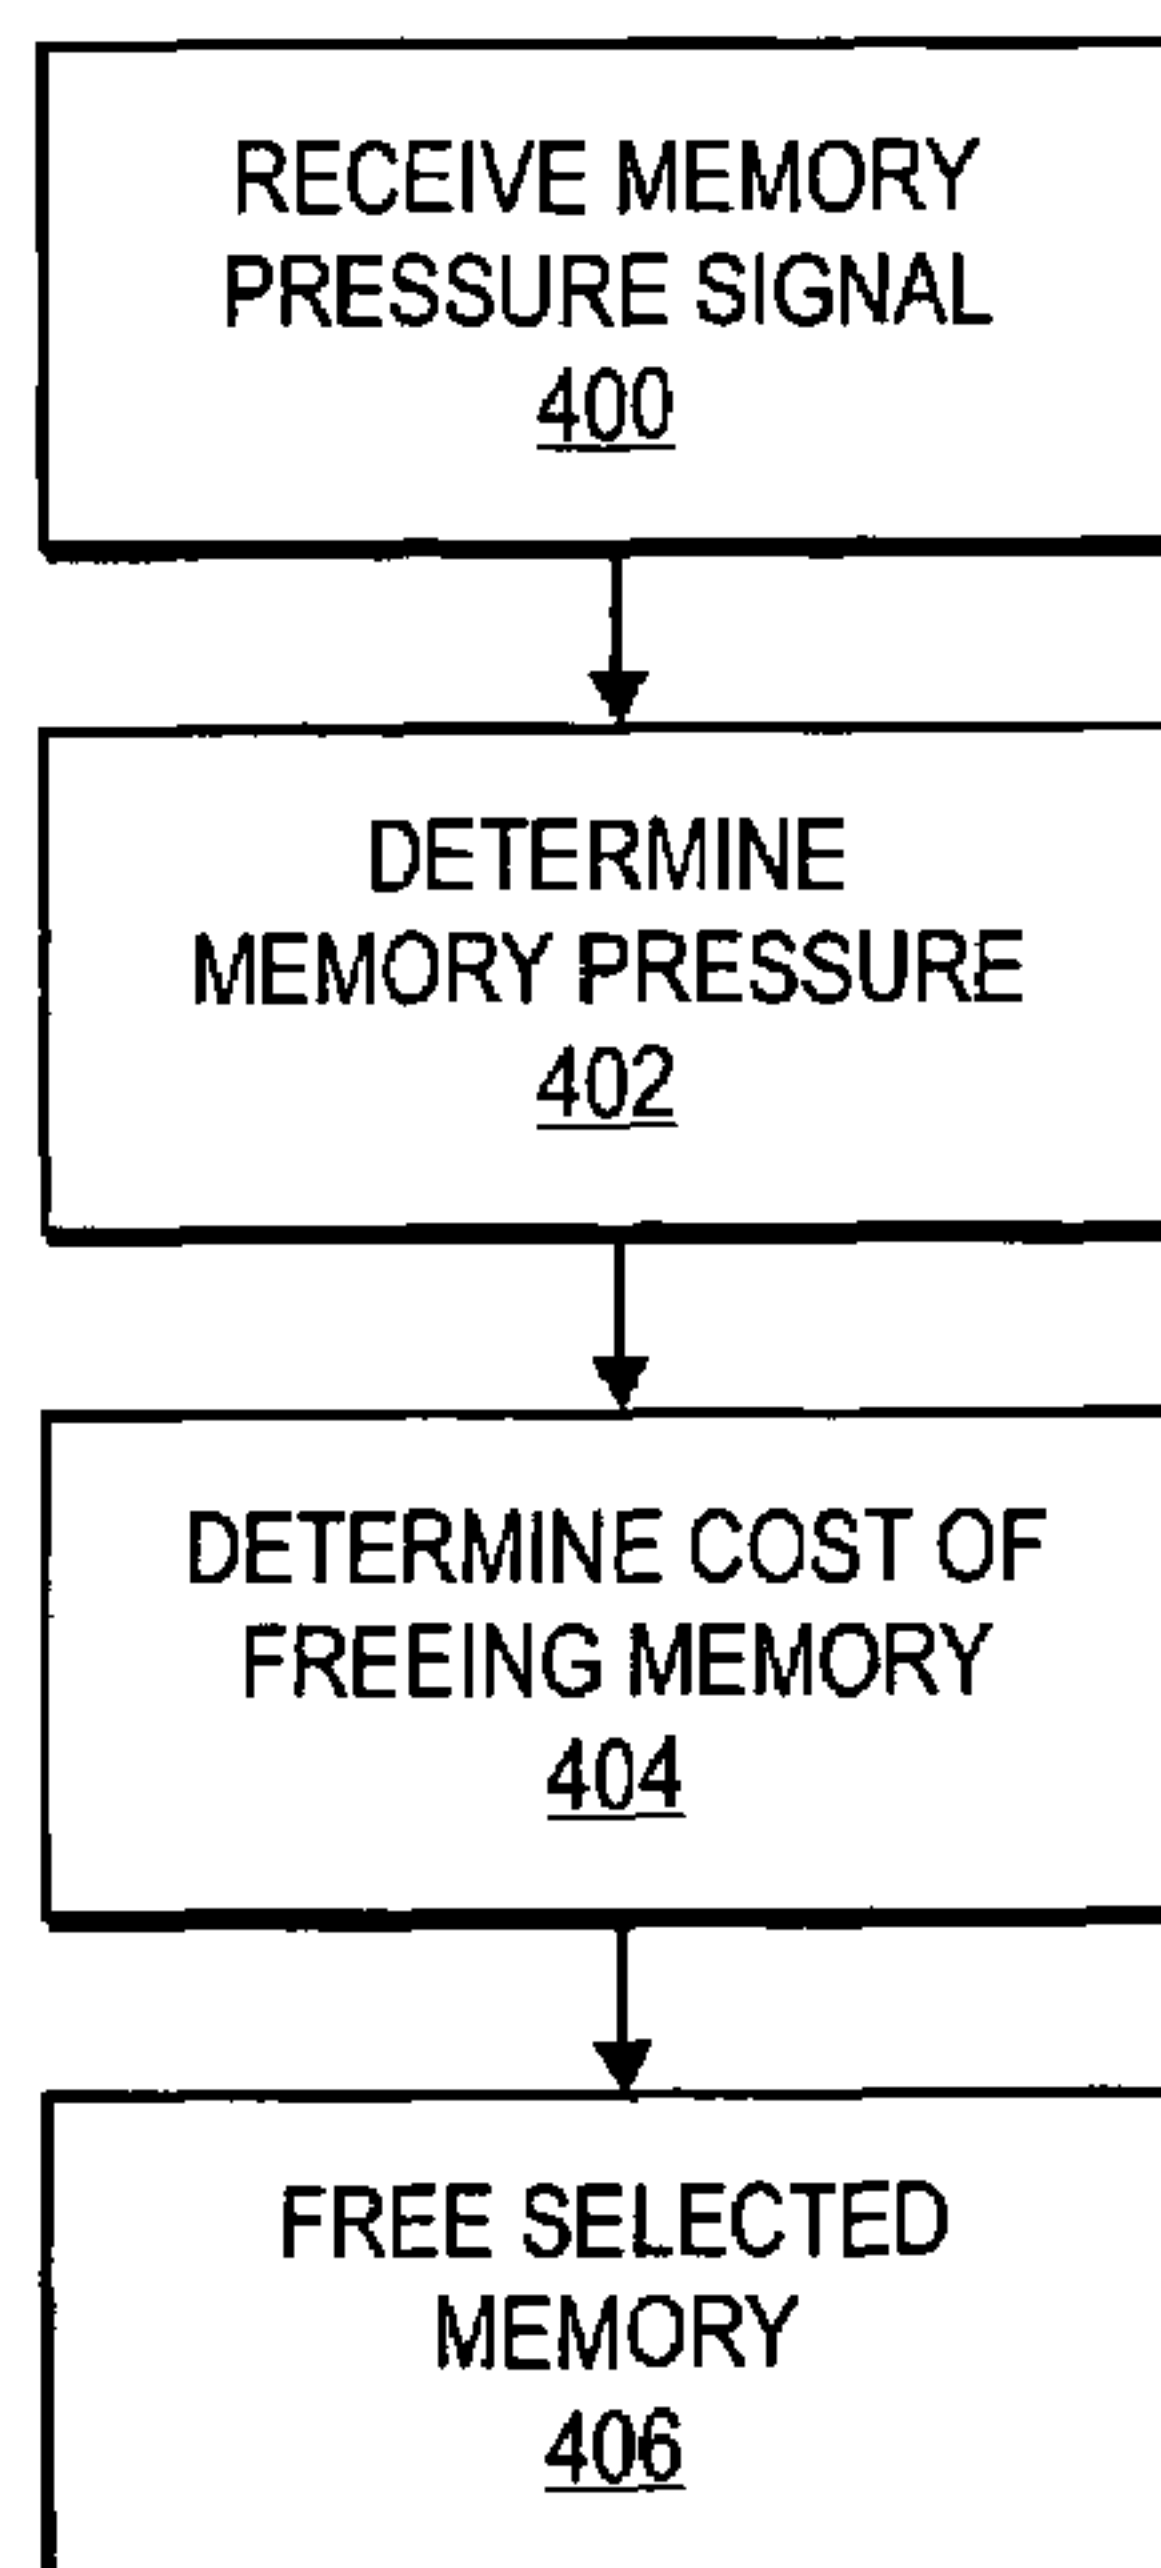 RECEIVE MEMORY
PRESSURE SIGNAL
400
DETERMINE
MEMORY PRESSURE
402
DETERMINE COST OF
FREEING MEMORY
404
FREE SELECTED
MEMORY
406